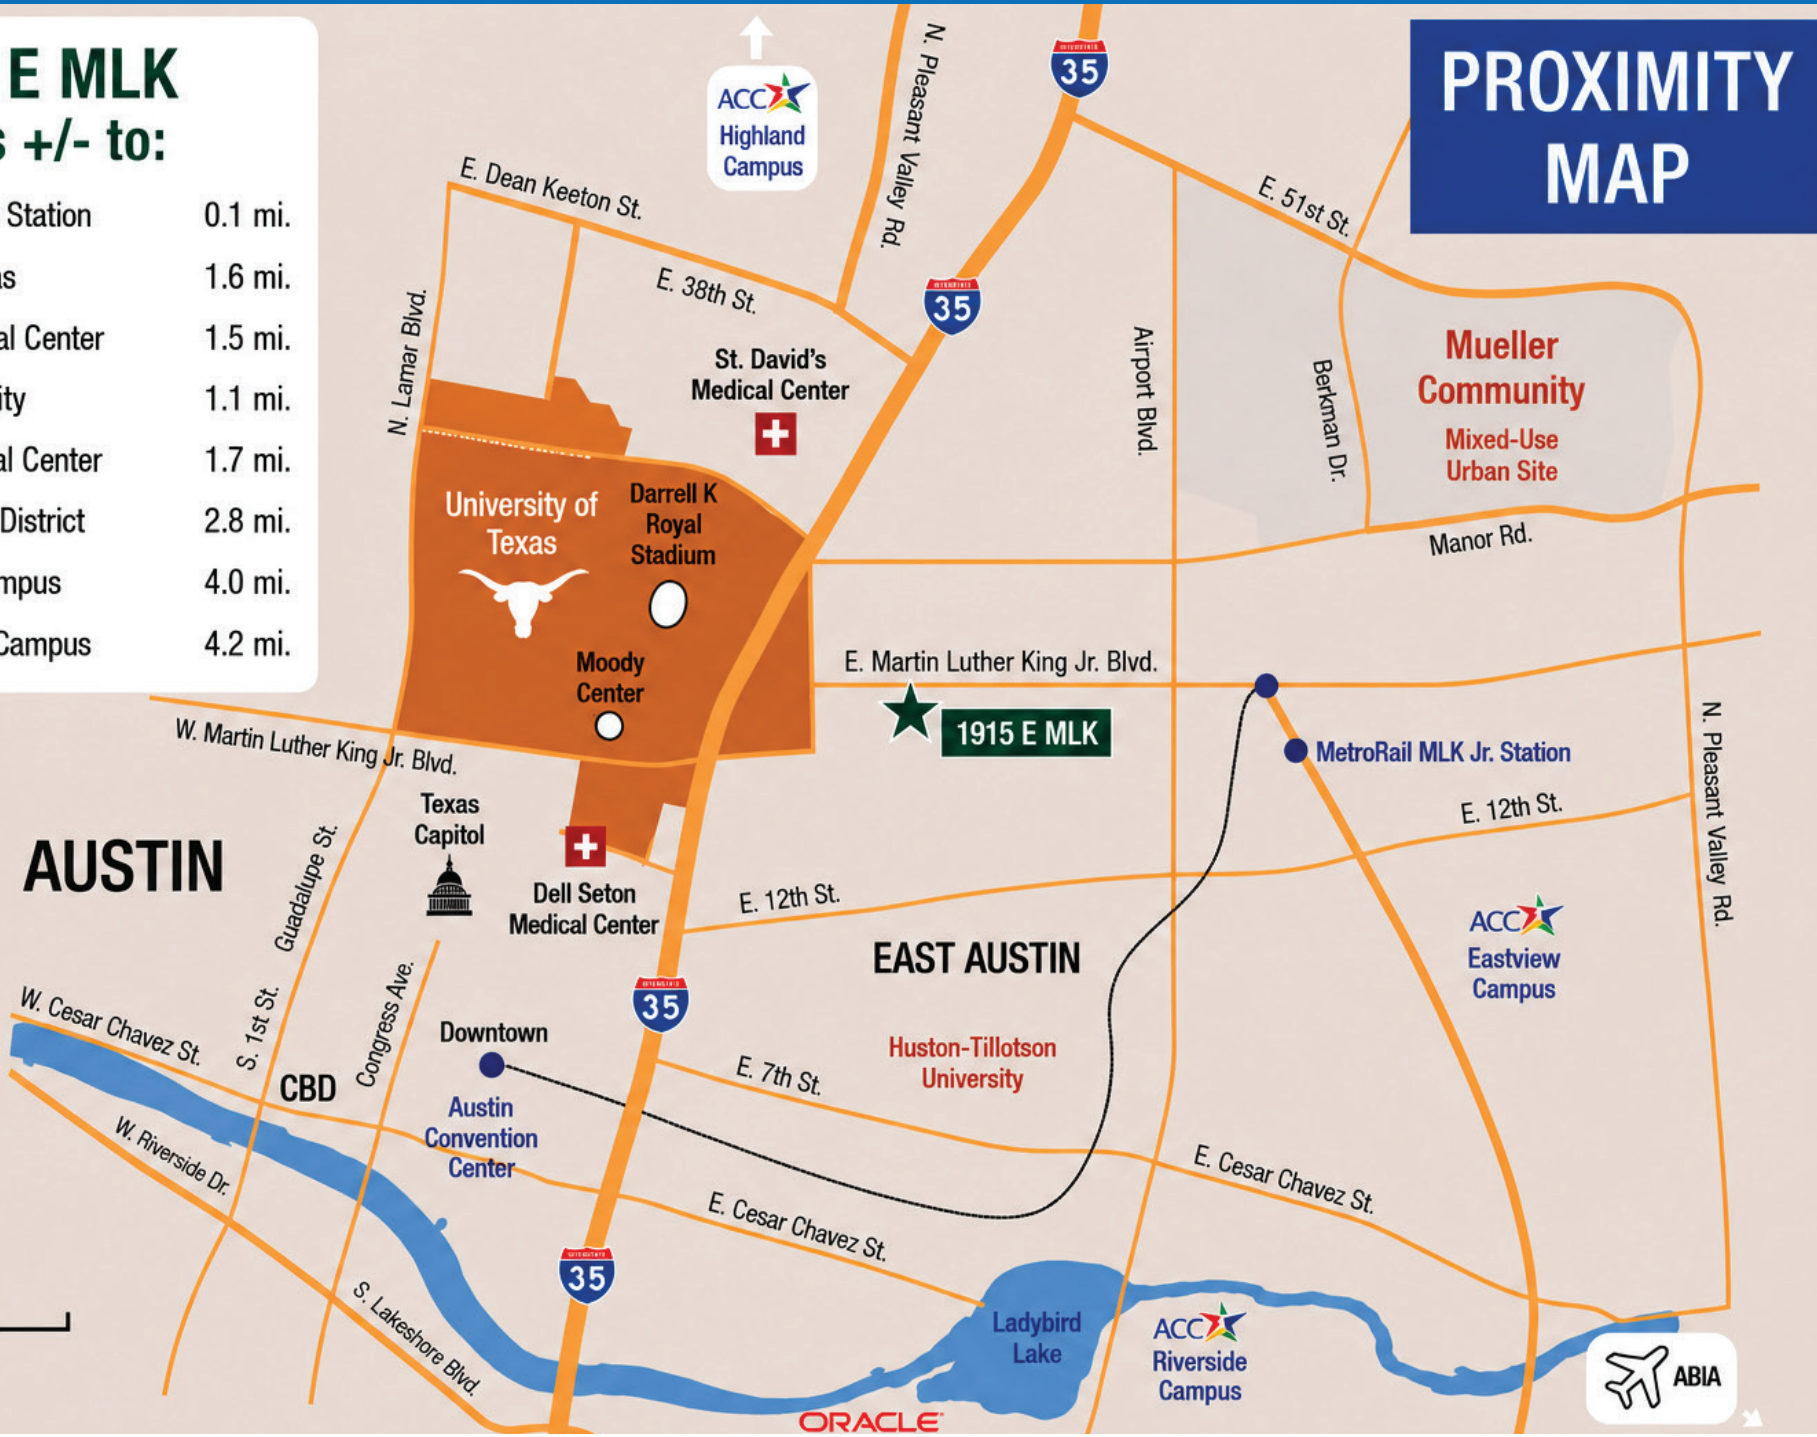 E MLK
+/- to:
Station 0.1 mi.
1.6 mi.
Center 1.5 mi.
1.1 mi.
Center 1.7 mi.
District 2.8 mi.
4.0 mi.
Campus 4.2 mi.
PROXIMITY
MAP
ACC
Highland
Campus
N. Pleasant Valley Rd.
35
E. Dean Keeton St.
E. 38th St.
E. 51st St.
35
N. Lamar Blvd.
St. David's
Medical Center
Airport Blvd.
Berkman Dr.
Mueller
Community
Mixed-Use
Urban Site
University of
Texas
Darrell K
Royal
Stadium
Manor Rd.
Moody
Center
E. Martin Luther King Jr. Blvd.
1915 E MLK
W. Martin Luther King Jr. Blvd.
MetroRail MLK Jr. Station
N. Pleasant Valley Rd.
Texas
Capitol
E. 12th St.
AUSTIN
Guadalupe St.
Dell Seton
Medical Center
E. 12th St.
EAST AUSTIN
ACC
Eastview
Campus
35
W. Cesar Chavez St.
S. 1st St.
Congress Ave.
Downtown
Huston-Tillotson
University
CBD
E. 7th St.
Austin
Convention
Center
W. Riverside Dr.
E. Cesar Chavez St.
E. Cesar Chavez St.
35
S. Lakeshore Blvd.
Ladybird
Lake
ACC
Riverside
Campus
ABIA
ORACLE